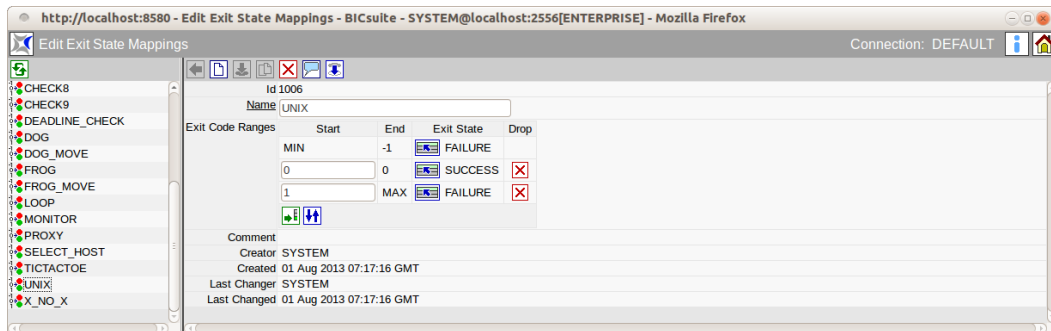 http://localhost:8580 - Edit Exit State Mappings - BICsuite - SYSTEM@localhost:2556[ENTERPRISE] - Mozilla Firefox
Edit Exit State Mappings
Connection: DEFAULT
CHECK8
CHECK9
DEADLINE_CHECK
DOG
DOG_MOVE
FROG
FROG_MOVE
LOOP
MONITOR
PROXY
SELECT_HOST
TICTACTOE
UNIX
X_NO_X
Id 1006
Name UNIX
Exit Code Ranges Start End Exit State Drop
MIN -1 FAILURE
0 0 SUCCESS
1 MAX FAILURE
Comment
Creator SYSTEM
Created 01 Aug 2013 07:17:16 GMT
Last Changer SYSTEM
Last Changed 01 Aug 2013 07:17:16 GMT